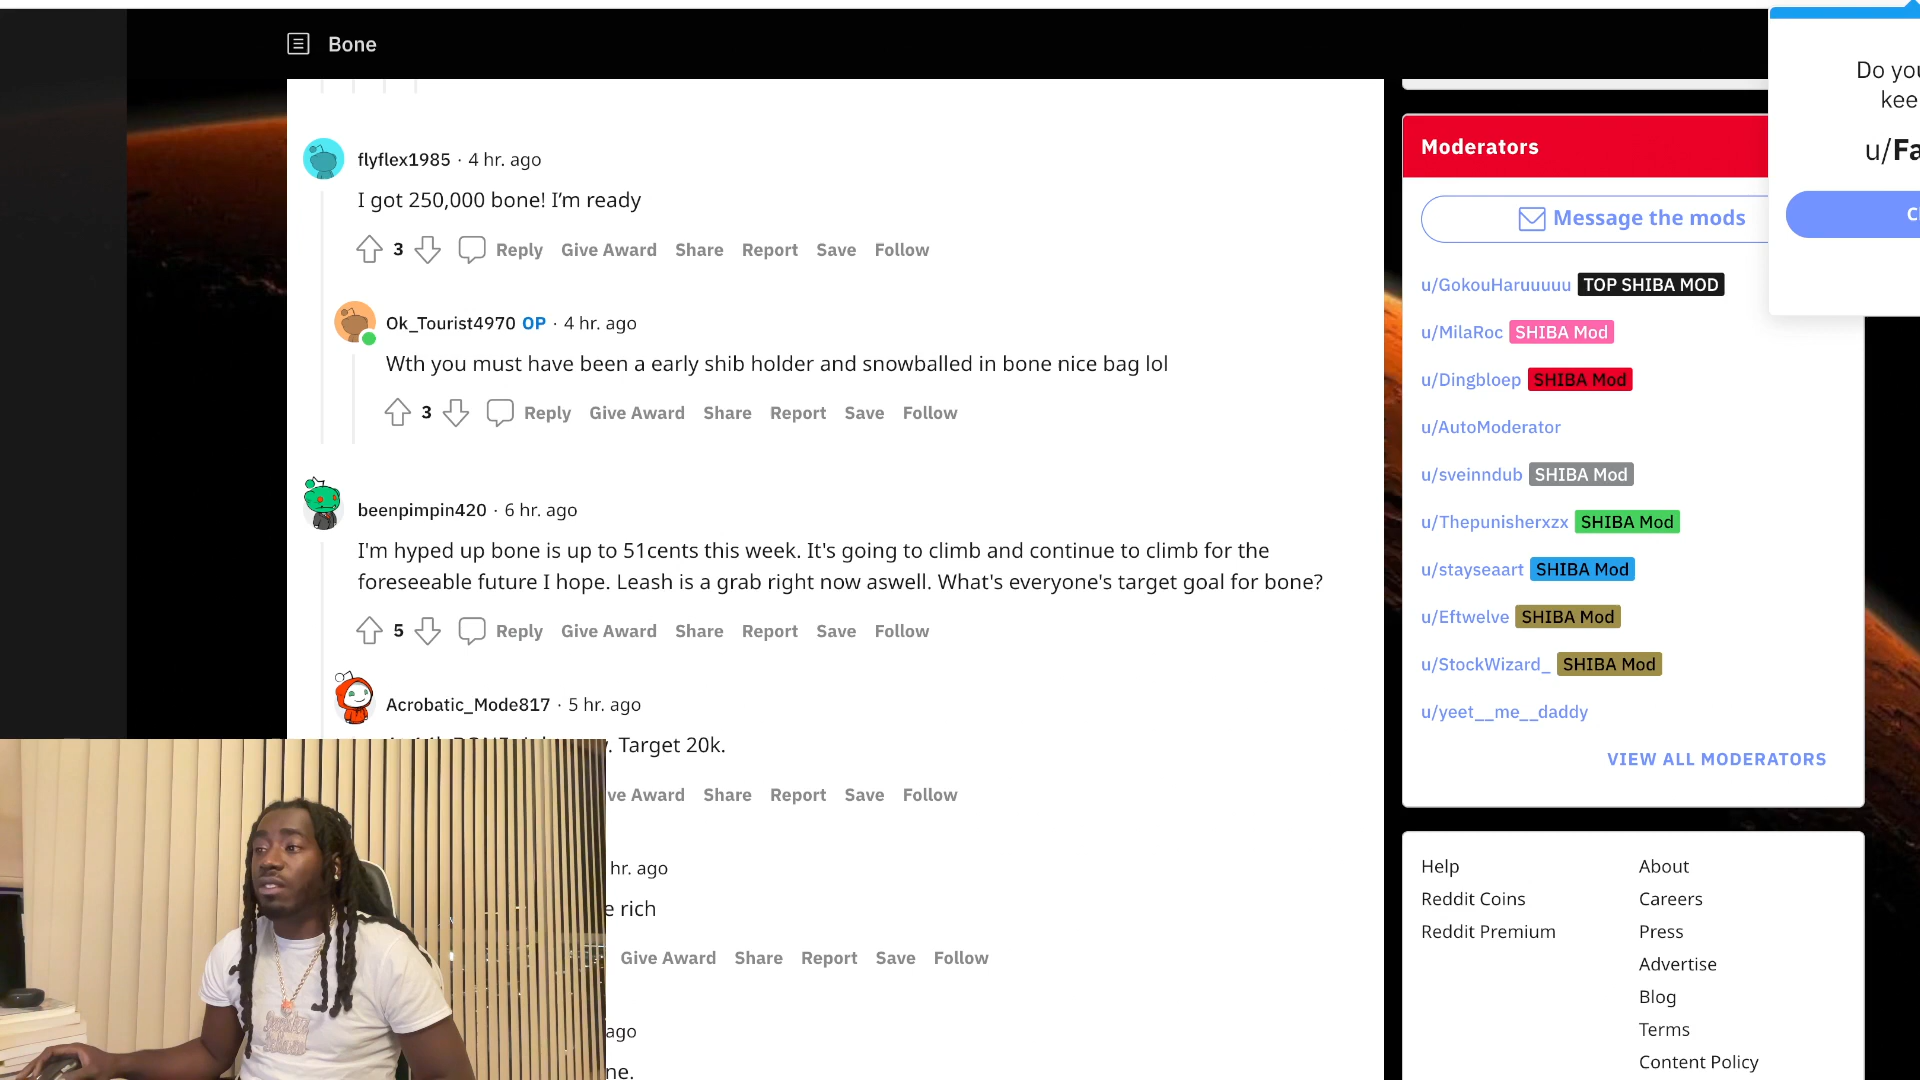 Bone
flyflex1985 · 4 hr. ago
I got 250,000 bone! I’m ready
3 Reply Give Award Share Report Save Follow
Ok_Tourist4970 OP · 4 hr. ago
Wth you must have been a early shib holder and snowballed in bone nice bag lol
3 Reply Give Award Share Report Save Follow
beenpimpin420 · 6 hr. ago
I'm hyped up bone is up to 51cents this week. It's going to climb and continue to climb for the
foreseeable future I hope. Leash is a grab right now aswell. What's everyone's target goal for bone?
5 Reply Give Award Share Report Save Follow
Acrobatic_Mode817 · 5 hr. ago
. Target 20k.
ve Award Share Report Save Follow
hr. ago
e rich
Give Award Share Report Save Follow
ago
ne.
Moderators
Message the mods
u/GokouHaruuuuu TOP SHIBA MOD
u/MilaRoc SHIBA Mod
u/Dingbloep SHIBA Mod
u/AutoModerator
u/sveinndub SHIBA Mod
u/Thepunisherxzx SHIBA Mod
u/stayseaart SHIBA Mod
u/Eftwelve SHIBA Mod
u/StockWizard_ SHIBA Mod
u/yeet__me__daddy
VIEW ALL MODERATORS
Help
Reddit Coins
Reddit Premium
About
Careers
Press
Advertise
Blog
Terms
Content Policy
Do you
kee
u/Fa